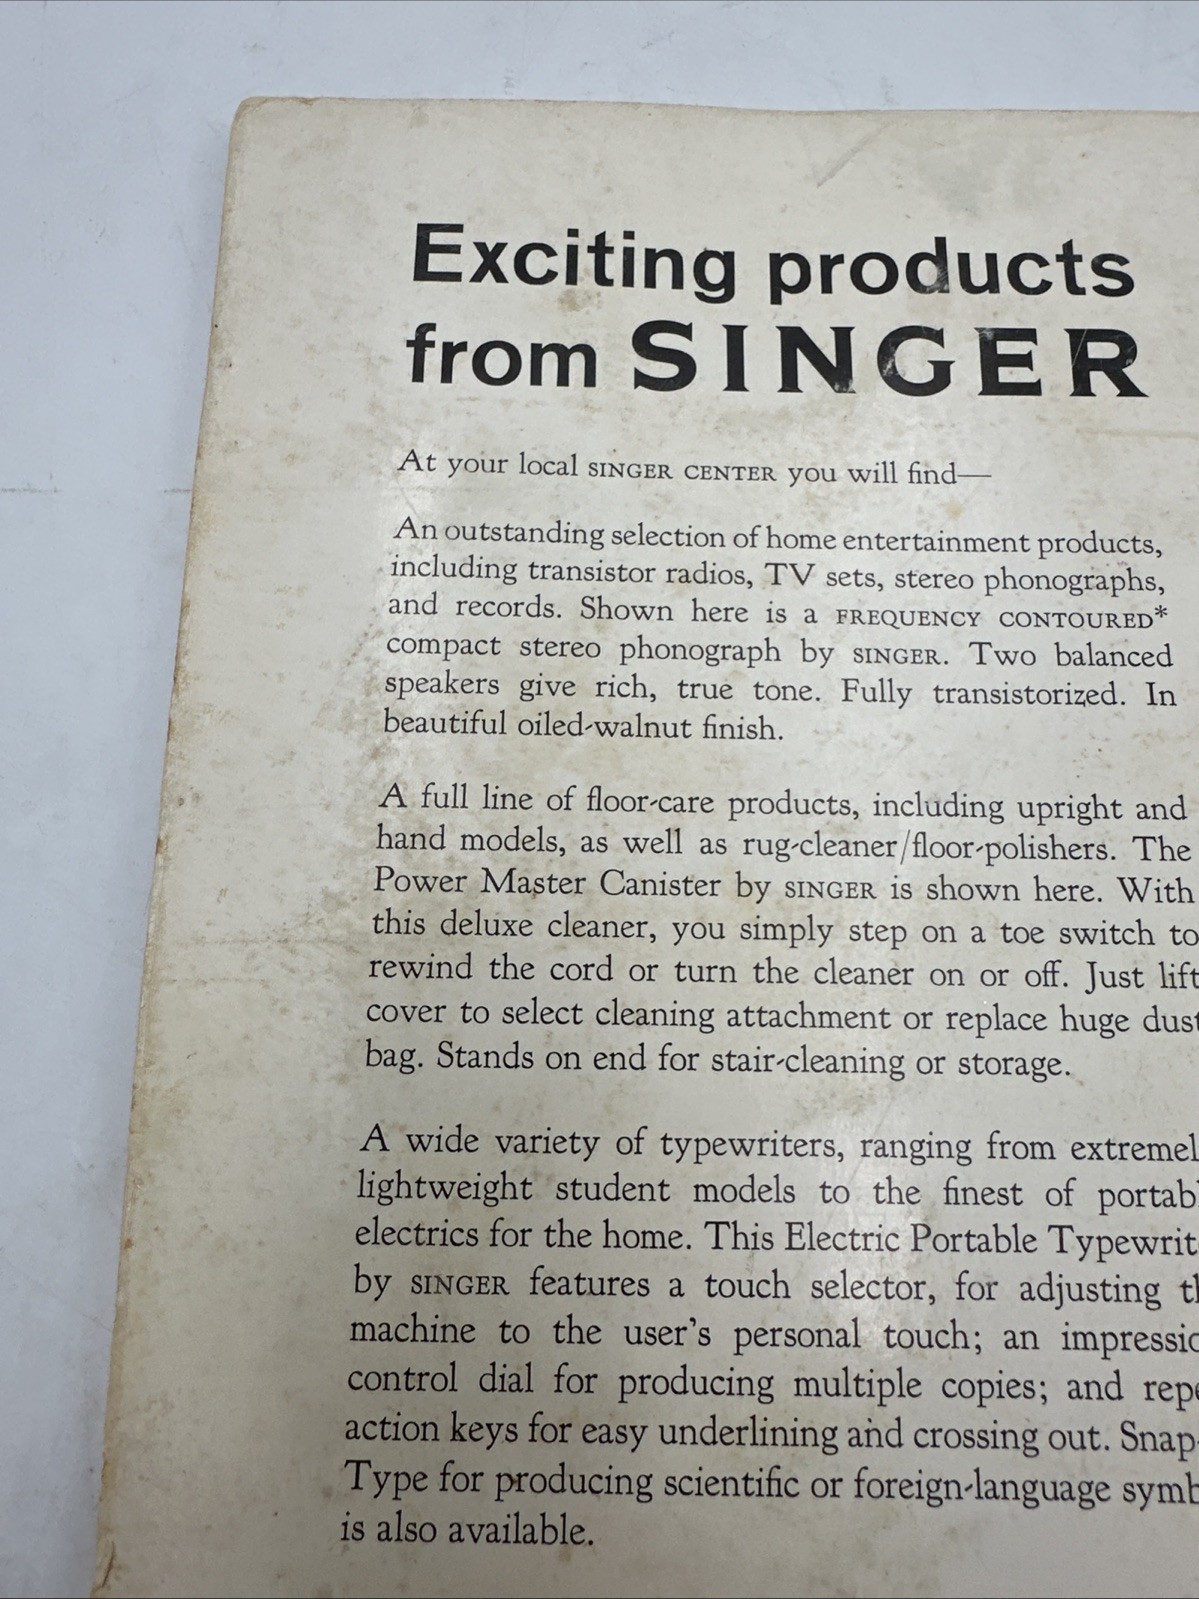 Exciting products
from SINGER
At your local SINGER CENTER you will find—
An outstanding selection of home entertainment products,
including transistor radios, TV sets, stereo phonographs,
and records. Shown here is a FREQUENCY CONTOURED*
compact stereo phonograph by SINGER. Two balanced
speakers give rich, true tone. Fully transistorized. In
beautiful oiled-walnut finish.
A full line of floor-care products, including upright and
hand models, as well as rug-cleaner/floor-polishers. The
Power Master Canister by SINGER is shown here. With
this deluxe cleaner, you simply step on a toe switch to
rewind the cord or turn the cleaner on or off. Just lift
cover to select cleaning attachment or replace huge dust
bag. Stands on end for stair-cleaning or storage.
A wide variety of typewriters, ranging from extremel
lightweight student models to the finest of portab
electrics for the home. This Electric Portable Typewrit
by SINGER features a touch selector, for adjusting th
machine to the user's personal touch; an impressio
control dial for producing multiple copies; and repe
action keys for easy underlining and crossing out. Snap-
Type for producing scientific or foreign-language symb
is also available.